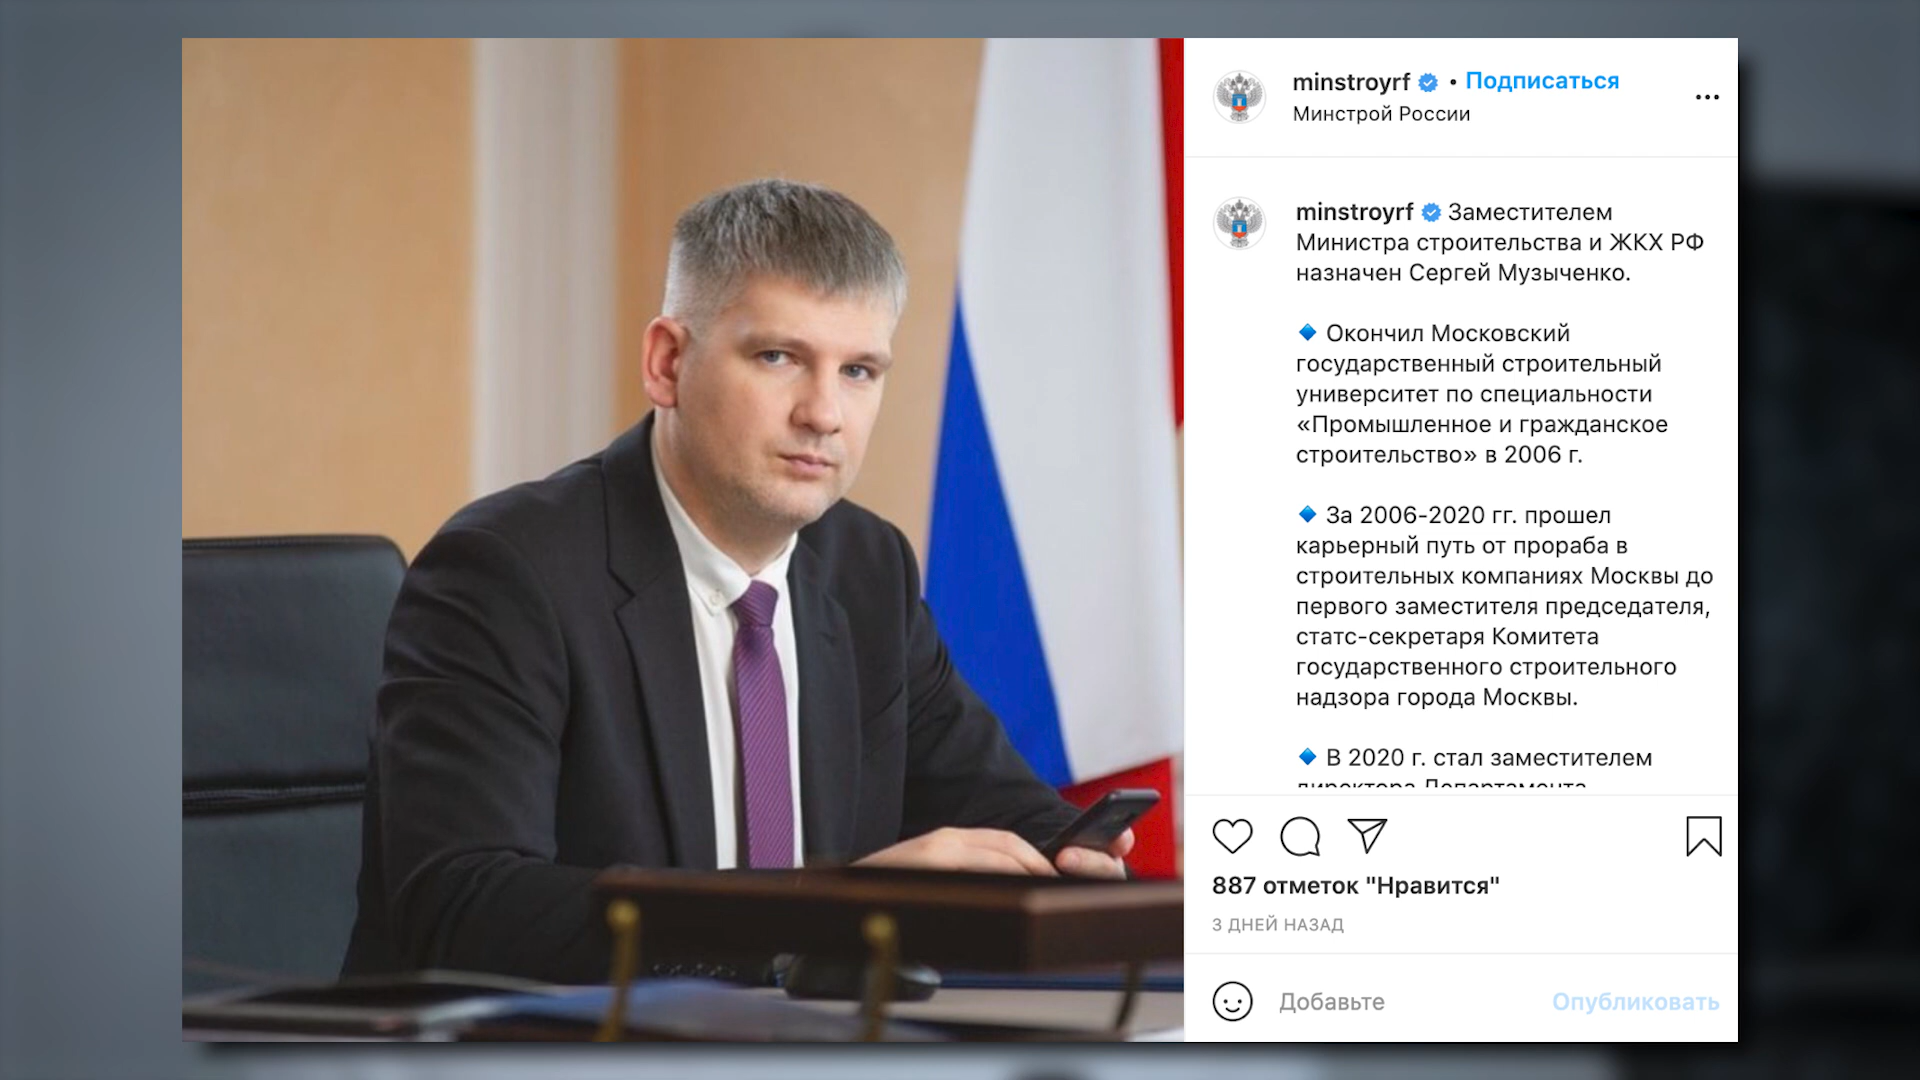 minstroyrf • Подписаться
Минстрой России
minstroyrf Заместителем
Министра строительства и ЖКХ РФ
назначен Сергей Музыченко.
Окончил Московский
государственный строительный
университет по специальности
«Промышленное и гражданское
строительство» в 2006 г.
За 2006-2020 гг. прошел
карьерный путь от прораба в
строительных компаниях Москвы до
первого заместителя председателя,
статс-секретаря Комитета
государственного строительного
надзора города Москвы.
В 2020 г. стал заместителем
директора Департамента
887 отметок "Нравится"
3 ДНЕЙ НАЗАД
Добавьте
Опубликовать